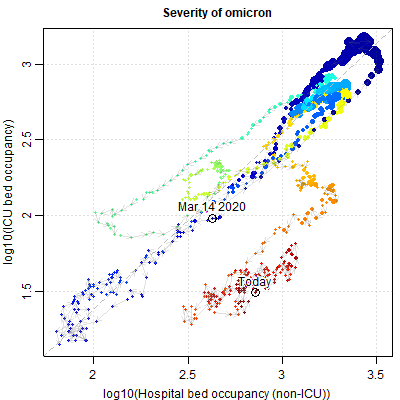 Severity of omicron
log10(ICU bed occupancy)
3
2.5
2
1.5
Mar 14 2020
Today
2
2.5
3
3.5
log10(Hospital bed occupancy (non-ICU))